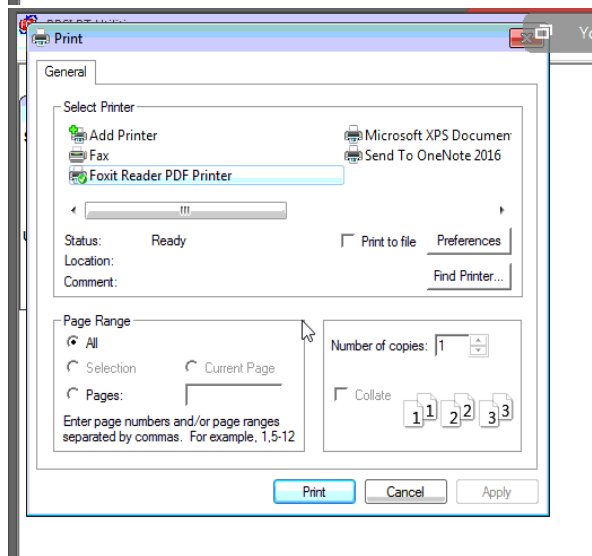 Print
General
Select Printer
Add Printer
Microsoft XPS Documen
Fax
Send To OneNote 2016
Foxit Reader PDF Printer
Status: Ready
Print to file
Preferences
Location:
Comment:
Find Printer...
Page Range
All
Selection
Current Page
Pages:
Enter page numbers and/or page ranges
separated by commas. For example, 1,5-12
Number of copies: 1
Collate
1 1 2 2 3 3
Print
Cancel
Apply